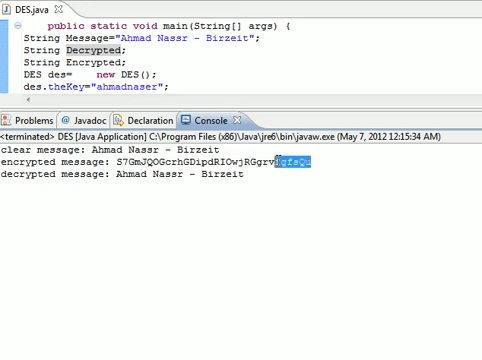 DES.java
public static void main(String[] args) {
String Message="Ahmad Nassr - Birzeit";
String Decrypted;
String Encrypted;
DES des= new DES();
des.theKey="ahmadnaser";
Problems @ Javadoc Declaration Console
<terminated> DES [Java Application] C:\Program Files (x86)\Java\jre6\bin\javaw.exe (May 7, 2012 12:15:34 AM)
clear message: Ahmad Nassr - Birzeit
encrypted message:
decrypted message: Ahmad Nassr - Birzeit